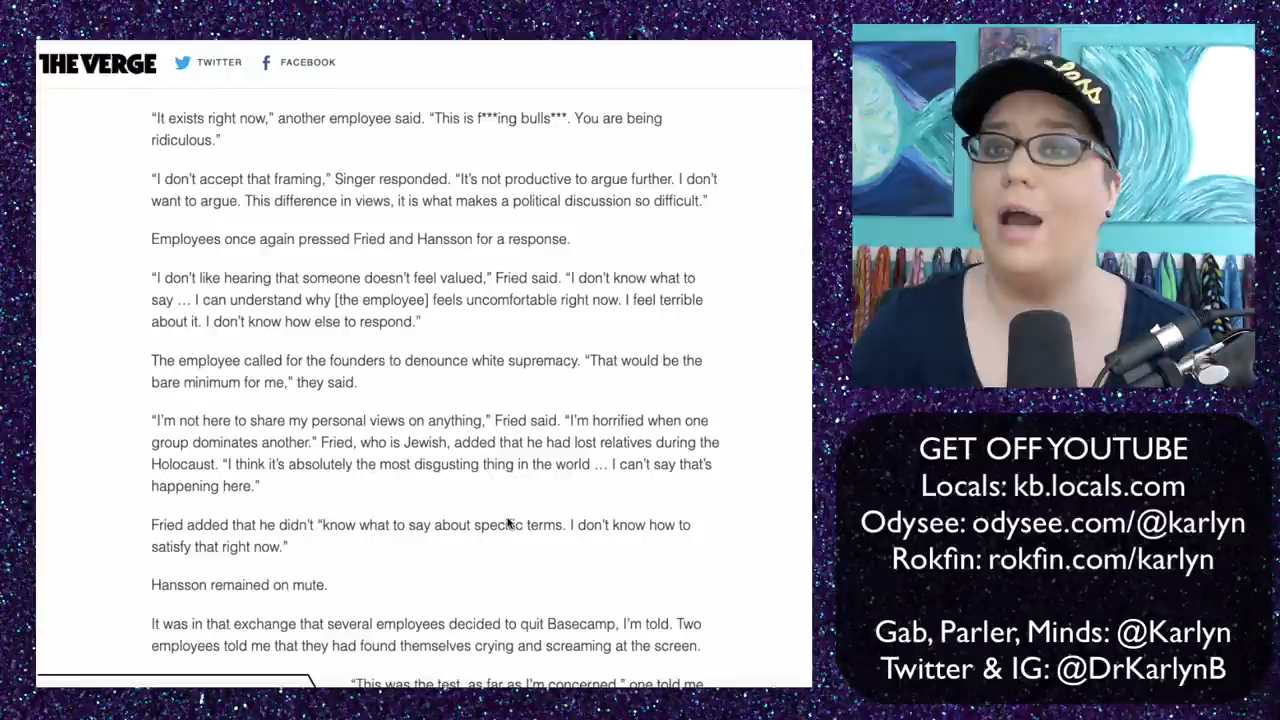 THE VERGE TWITTER FACEBOOK
“It exists right now,” another employee said. “This is f***ing bulls***. You are being
ridiculous.”
“I don’t accept that framing,” Singer responded. “It’s not productive to argue further. I don’t
want to argue. This difference in views, it is what makes a political discussion so difficult.”
Employees once again pressed Fried and Hansson for a response.
“I don’t like hearing that someone doesn’t feel valued,” Fried said. “I don’t know what to
say … I can understand why [the employee] feels uncomfortable right now. I feel terrible
about it. I don’t know how else to respond.”
The employee called for the founders to denounce white supremacy. “That would be the
bare minimum for me,” they said.
“I’m not here to share my personal views on anything,” Fried said. “I’m horrified when one
group dominates another.” Fried, who is Jewish, added that he had lost relatives during the
Holocaust. “I think it’s absolutely the most disgusting thing in the world … I can’t say that’s
happening here.”
Fried added that he didn’t “know what to say about specific terms. I don’t know how to
satisfy that right now.”
Hansson remained on mute.
It was in that exchange that several employees decided to quit Basecamp, I’m told. Two
employees told me that they had found themselves crying and screaming at the screen.
“This was the test, as far as I’m concerned,” one told me
GET OFF YOUTUBE
Locals: kb.locals.com
Odysee: odysee.com/@karlyn
Rokfin: rokfin.com/karlyn
Gab, Parler, Minds: @Karlyn
Twitter & IG: @DrKarlynB